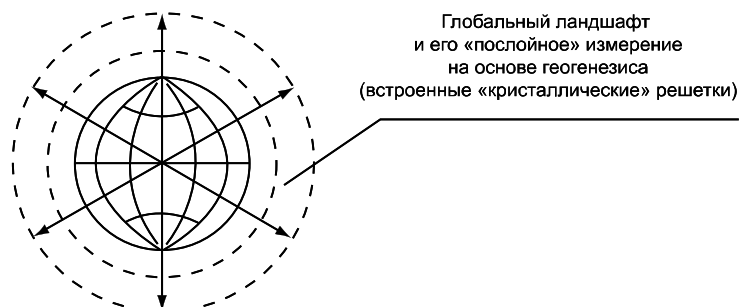 Глобальный ландшафт
и его «послойное» измерение
на основе геогенезиса
(встроенные «кристаллические» решетки)